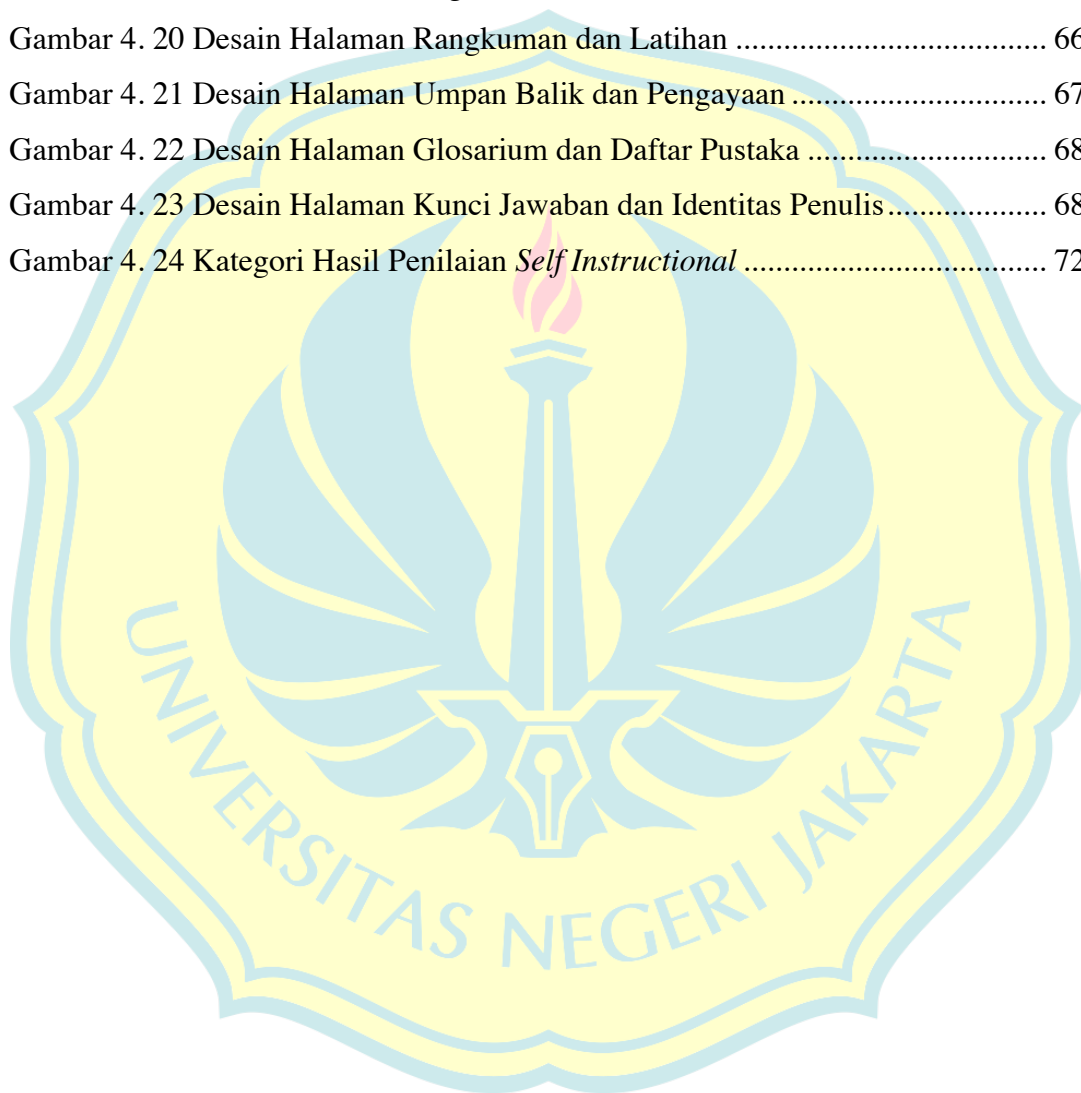 Gambar 4. 20 Desain Halaman Rangkuman dan Latihan .................................. 66
Gambar 4. 21 Desain Halaman Umpan Balik dan Pengayaan ............................ 67
Gambar 4. 22 Desain Halaman Glosarium dan Daftar Pustaka .......................... 68
Gambar 4. 23 Desain Halaman Kunci Jawaban dan Identitas Penulis .................. 68
Gambar 4. 24 Kategori Hasil Penilaian Self Instructional ................................. 72
UNIVERSITAS NEGERI JAKARTA